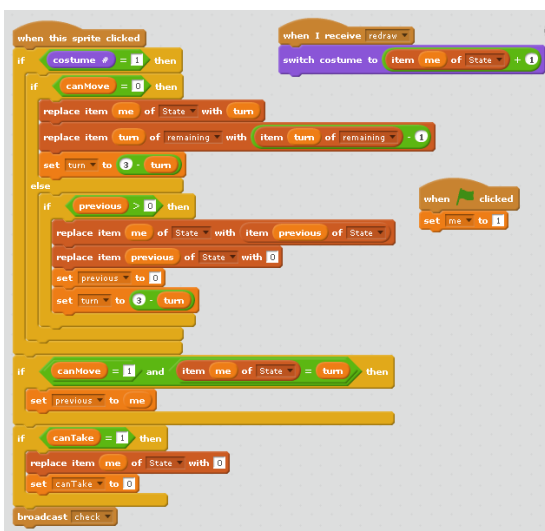 when this sprite clicked
if costume # = 1 then
if canMove = 0 then
replace item me of State with turn
replace item turn of remaining with item turn of remaining - 1
set turn to 3 - turn
else
if previous > 0 then
replace item me of State with item previous of State
replace item previous of State with 0
set previous to 0
set turn to 3 - turn
if canMove = 1 and item me of State = turn then
set previous to me
if canTake = 1 then
replace item me of State with 0
set canTake to 0
broadcast check
when I receive redraw
switch costume to item me of State + 1
when clicked
set me to 1